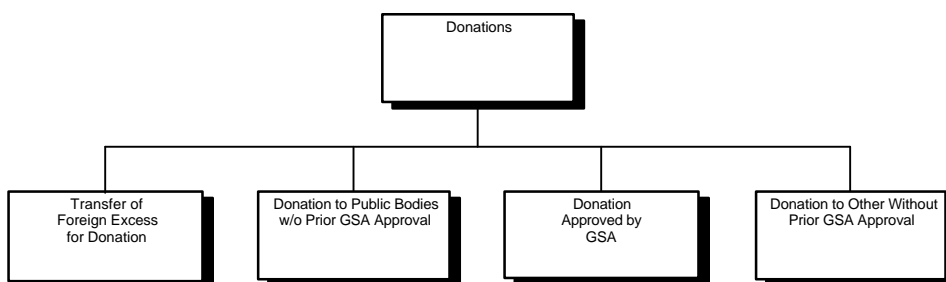 Donations
Transfer of
Foreign Excess
for Donation
Donation to Public Bodies
w/o Prior GSA Approval
Donation
Approved by
GSA
Donation to Other Without
Prior GSA Approval